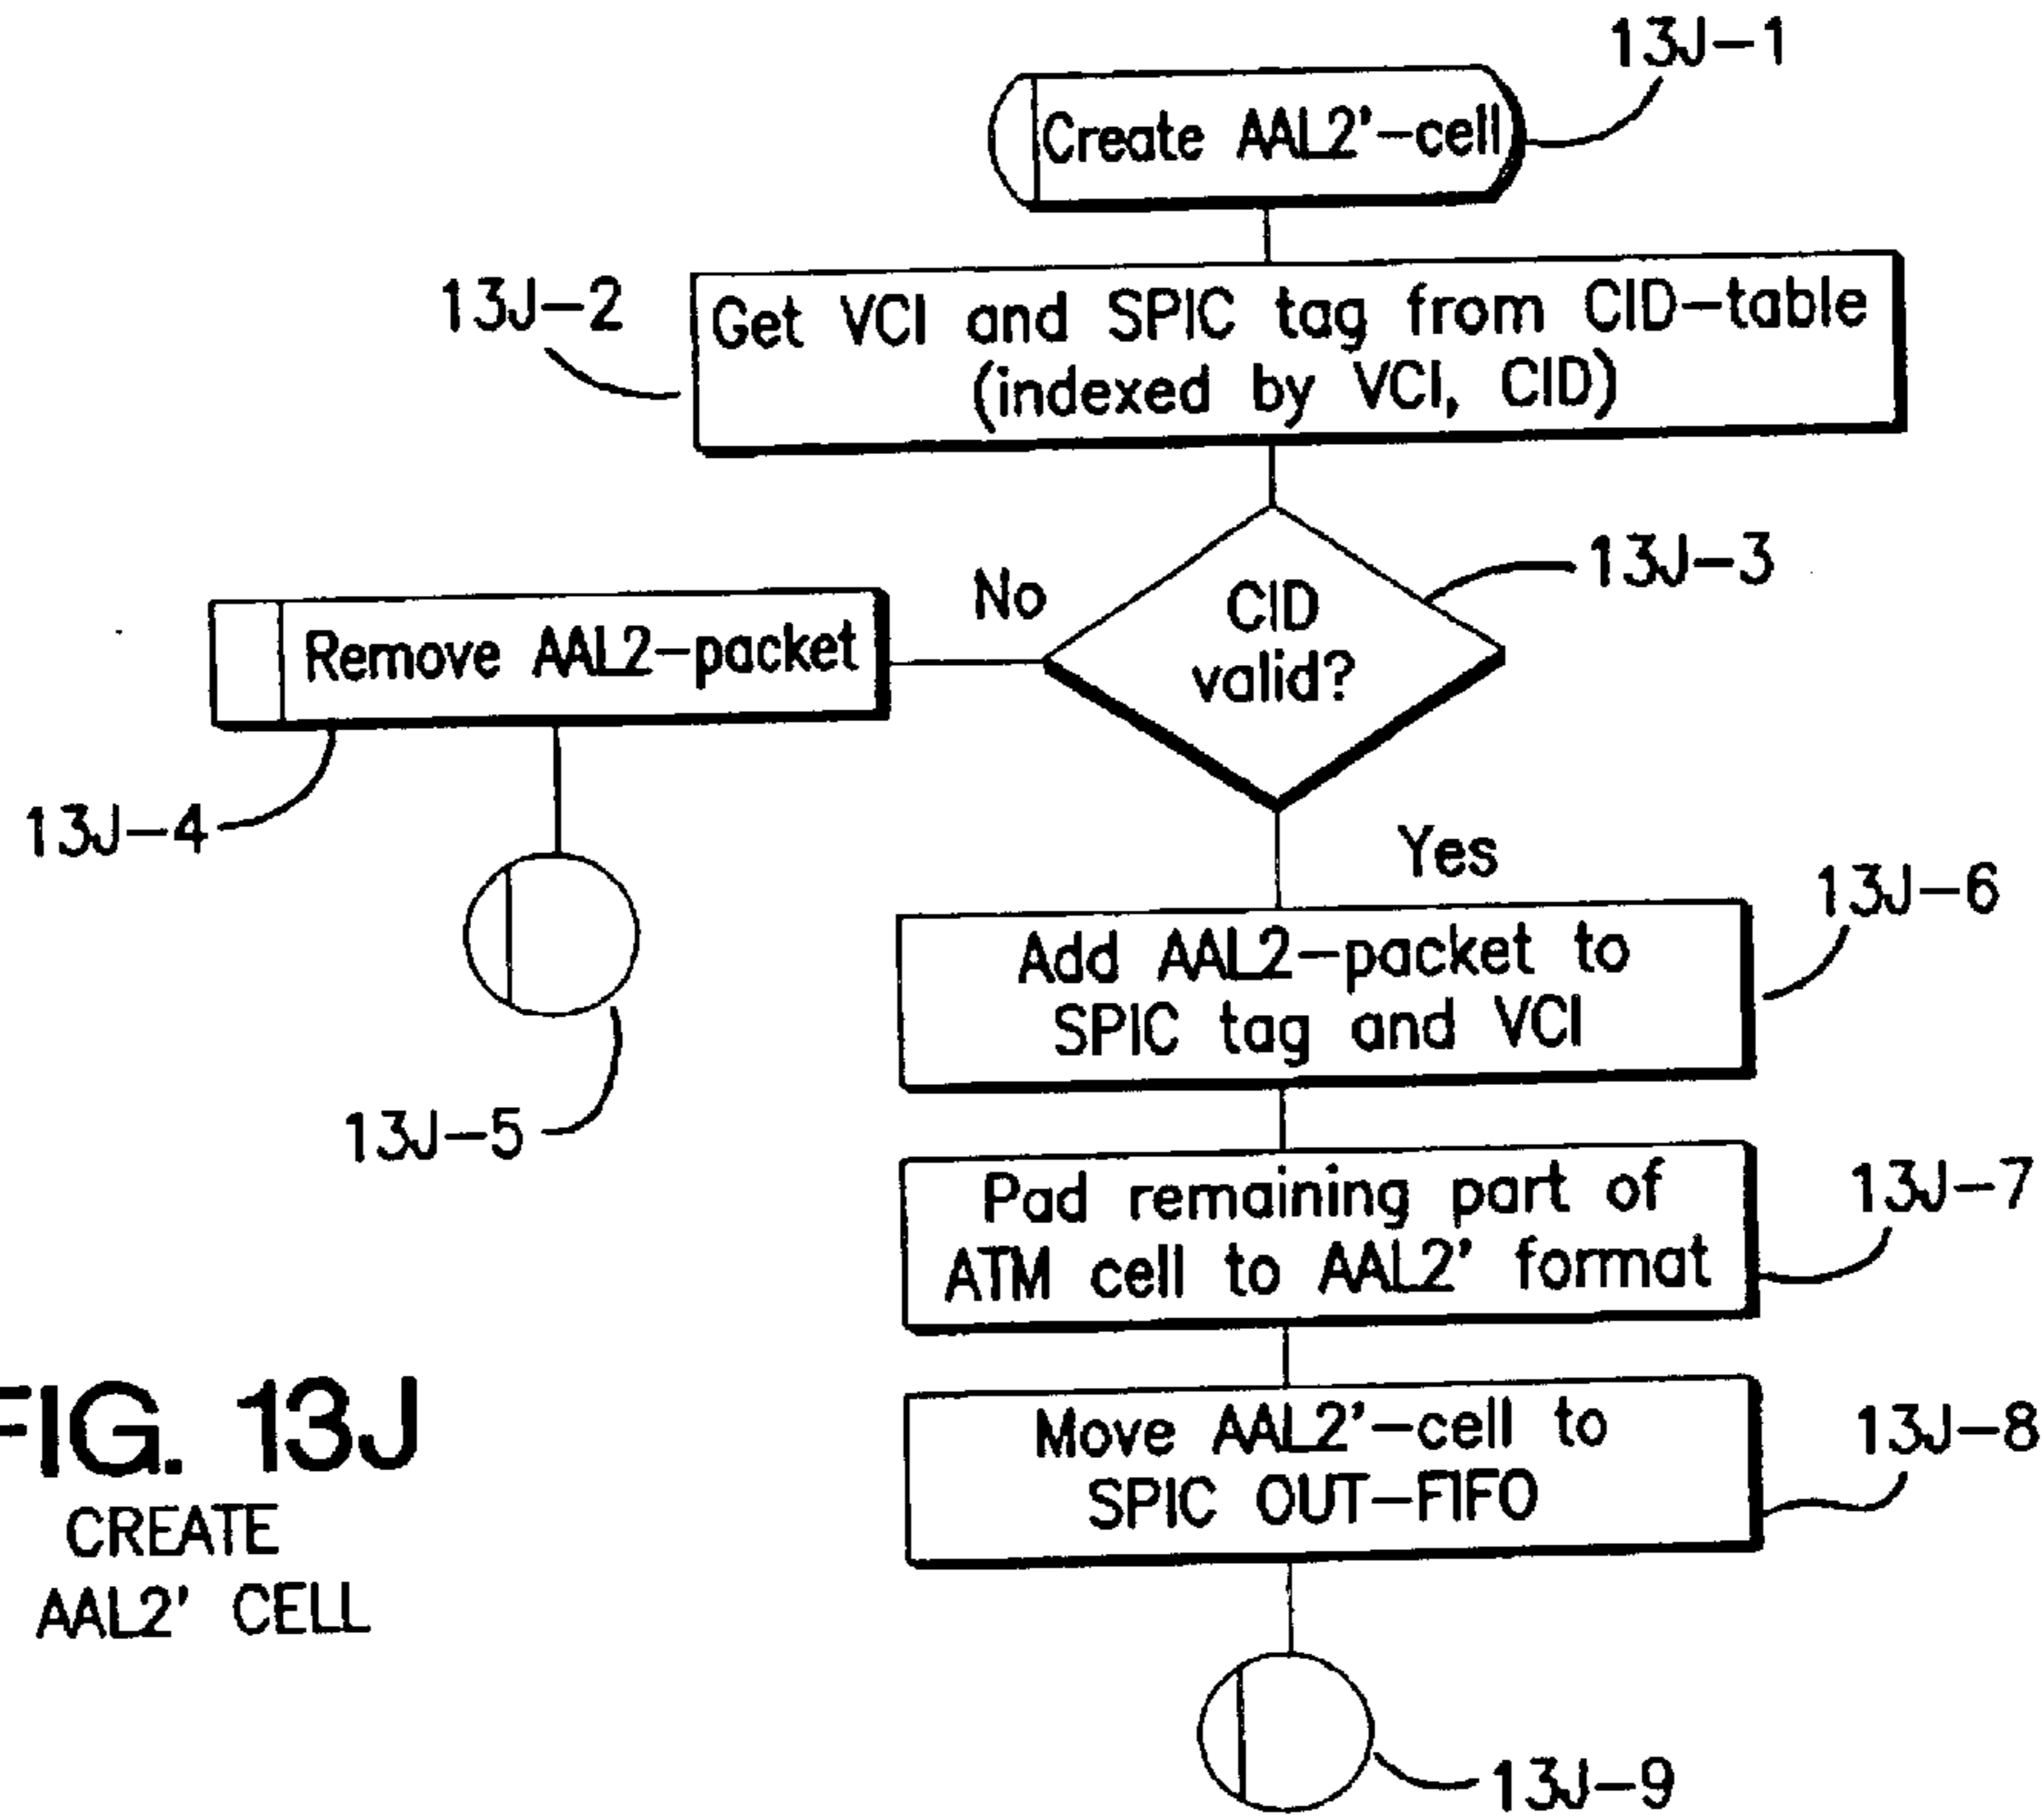 13J-1
Create AAL2'-cell
13J-2
Get VCI and SPIC tag from CID-table
(indexed by VCI, CID)
13J-3
CID
valid?
No
Remove AAL2-packet
13J-4
13J-5
Yes
13J-6
Add AAL2-packet to
SPIC tag and VCI
13J-7
Pad remaining part of
ATM cell to AAL2' format
13J-8
Move AAL2'-cell to
SPIC OUT-FIFO
13J-9
FIG. 13J
CREATE
AAL2' CELL